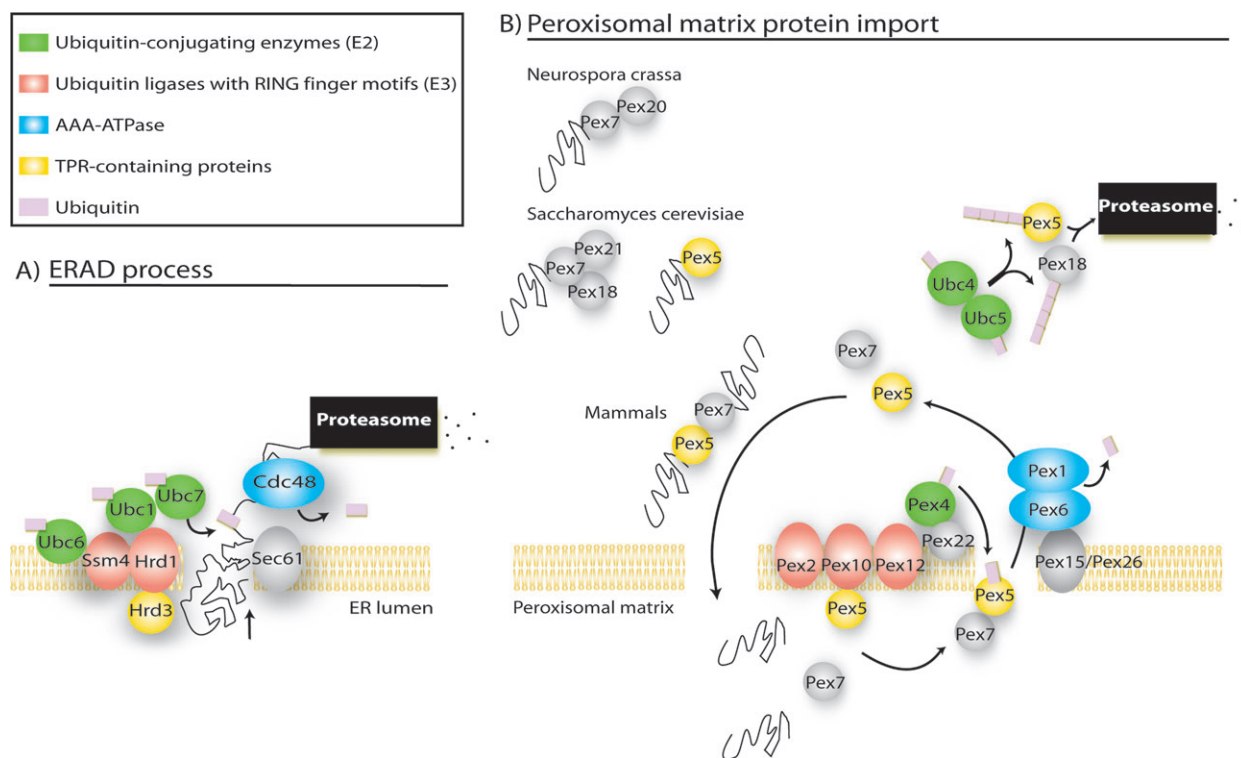 Ubiquitin-conjugating enzymes (E2)
Ubiquitin ligases with RING finger motifs (E3)
AAA-ATPase
TPR-containing proteins
Ubiquitin
A) ERAD process
Proteasome
Cdc48
Ubc7
Ubc1
Ubc6
Ssm4
Hrd1
Sec61
Hrd3
ER lumen
B) Peroxisomal matrix protein import
Neurospora crassa
Pex20
Pex7
Saccharomyces cerevisiae
Pex21
Pex7
Pex18
Pex5
Proteasome
Pex5
Pex18
Ubc4
Ubc5
Mammals
Pex7
Pex5
Pex7
Pex5
Pex1
Pex6
Pex15/Pex26
Pex4
Pex22
Pex2
Pex10
Pex12
Pex5
Pex5
Pex7
Peroxisomal matrix
Pex7